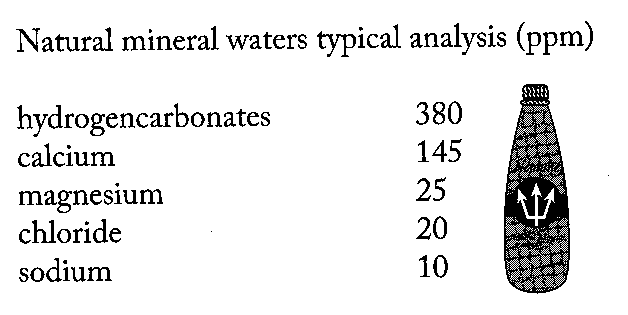 Natural mineral waters typical analysis (ppm)
hydrogencarbonates 380
calcium 145
magnesium 25
chloride 20
sodium 10